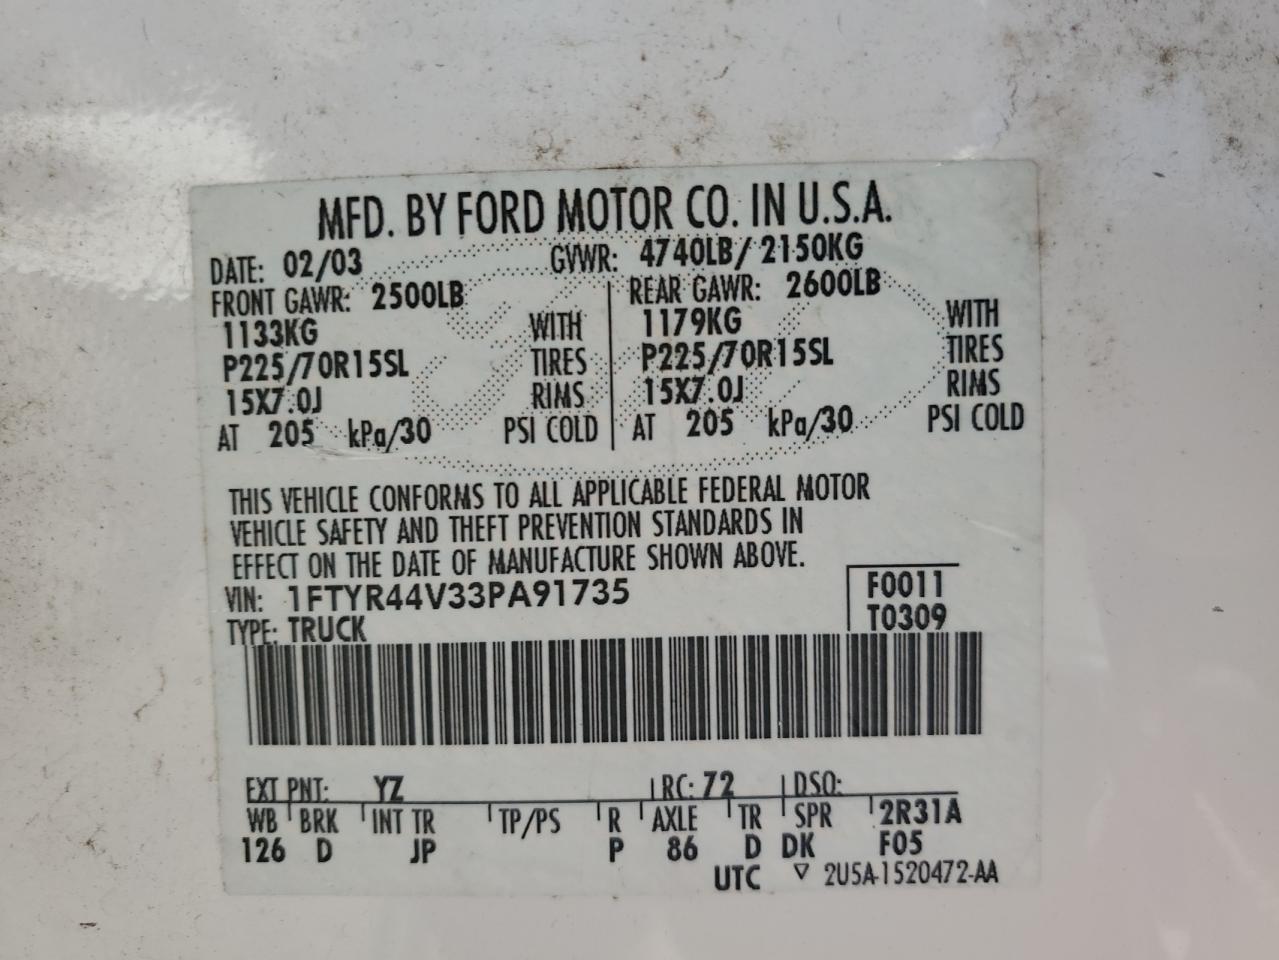 MFD. BY FORD MOTOR CO. IN U.S.A.
DATE: 02/03 GVWR: 4740LB/ 2150KG
FRONT GAWR: 2500LB REAR GAWR: 2600LB
1133KG WITH 1179KG WITH
P225/70R15SL TIRES P225/70R15SL TIRES
15X7.0J RIMS 15X7.0J RIMS
AT 205 kPa/30 PSI COLD AT 205 kPa/30 PSI COLD
THIS VEHICLE CONFORMS TO ALL APPLICABLE FEDERAL MOTOR
VEHICLE SAFETY AND THEFT PREVENTION STANDARDS IN
EFFECT ON THE DATE OF MANUFACTURE SHOWN ABOVE.
VIN: 1FTYR44V33PA91735 F0011
TYPE: TRUCK T0309
EXT PNT: YZ RC: 72 DSO:
WB BRK INT TR TP/PS R AXLE TR SPR 2R31A
126 D JP P 86 D DK F05
UTC ▽ 2U5A-1520472-AA